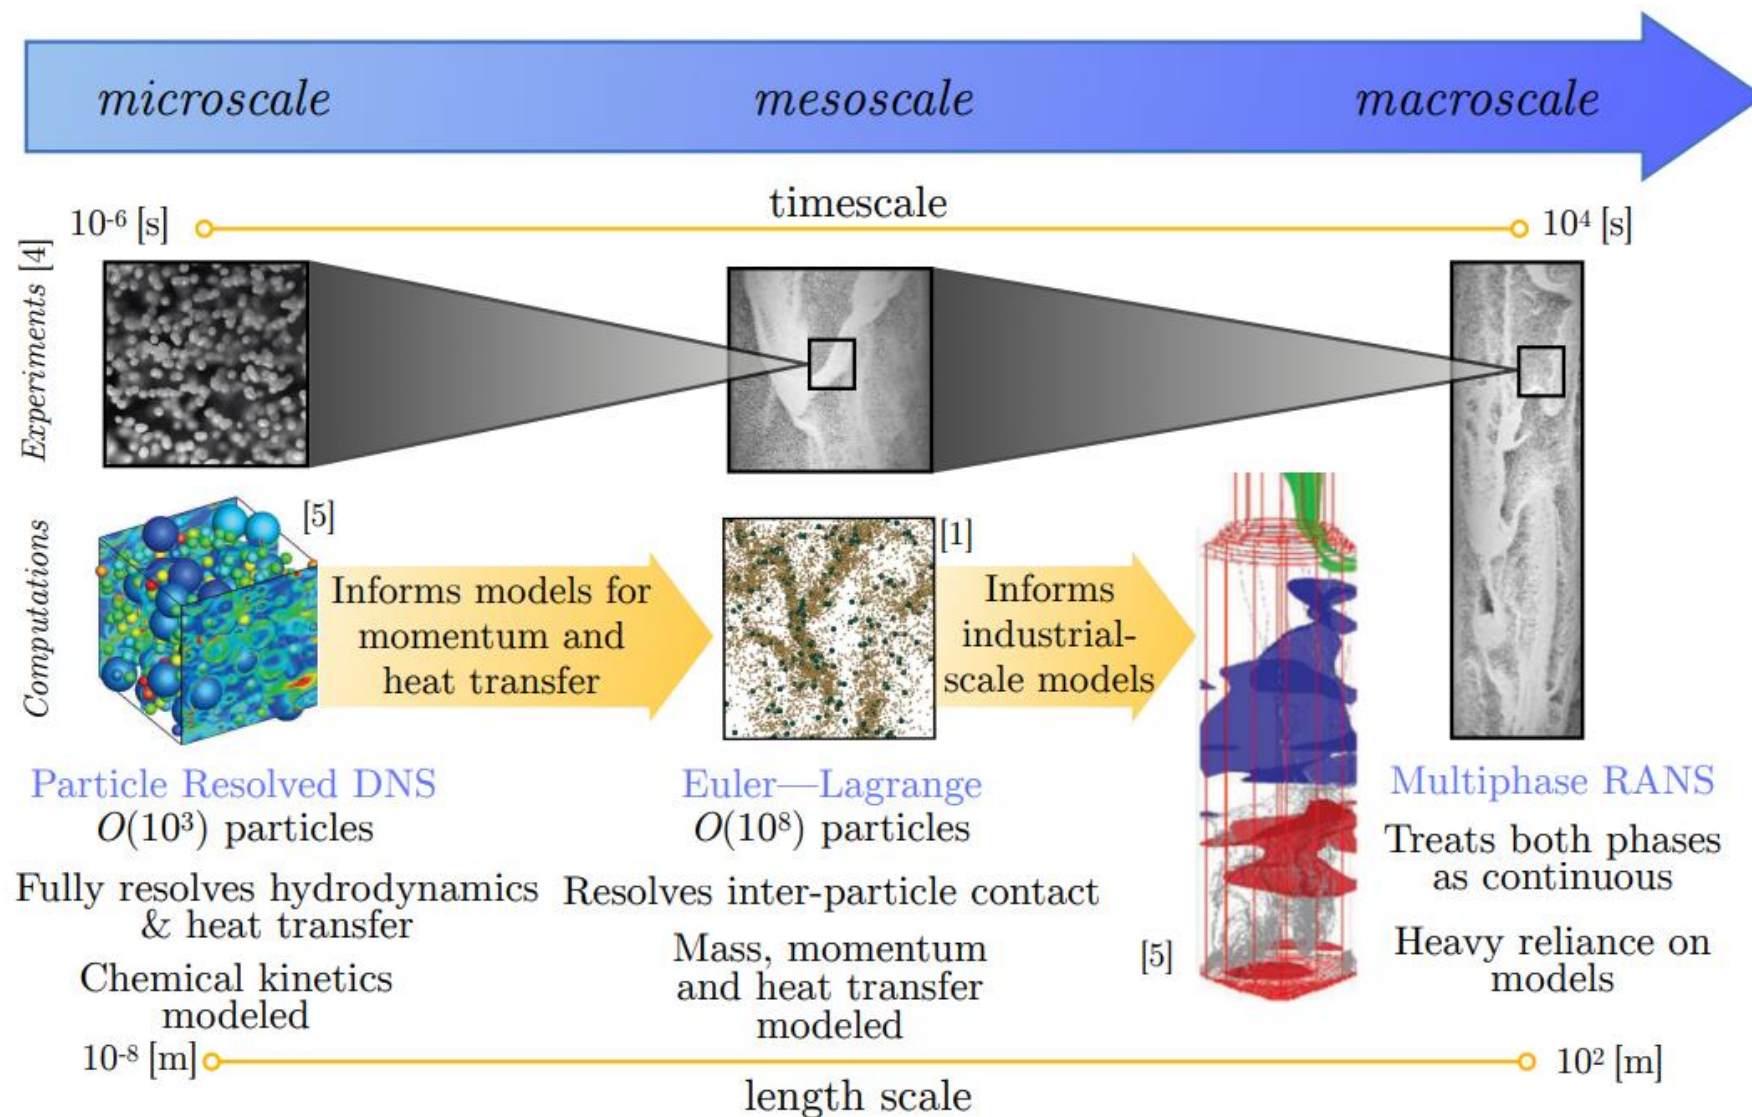 microscale
mesoscale
macroscale
timescale
10⁻⁶ [s]
10⁴ [s]
Experiments [4]
Computations
[5]
Informs models for
momentum and
heat transfer
[1]
Informs
industrial-
scale models
[5]
Particle Resolved DNS
O(10³) particles
Fully resolves hydrodynamics
& heat transfer
Chemical kinetics
modeled
Euler—Lagrange
O(10⁸) particles
Resolves inter-particle contact
Mass, momentum
and heat transfer
modeled
Multiphase RANS
Treats both phases
as continuous
Heavy reliance on
models
10⁻⁸ [m]
10² [m]
length scale